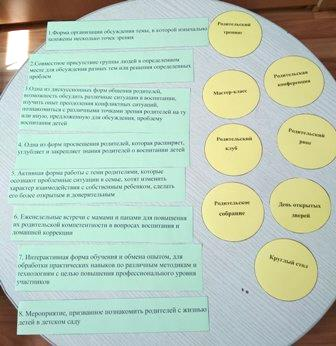 1.Форма организации обсуждения темы, в которой изначально
заложены несколько точек зрения
2.Совместное присутствие группы людей в определенном
месте для обсуждения разных тем или решения определенных
проблем
3.Одна из дискуссионных форм общения родителей,
возможность обсудить различные ситуации в воспитании,
изучить опыт преодоления конфликтных ситуаций,
познакомиться с различными точками зрения родителей на ту
или иную, предложенную для обсуждения, проблему
воспитания детей
4. Одна из форм просвещения родителей, которая расширяет,
углубляет и закрепляет знания родителей о воспитании детей
5. Активная форма работы с теми родителями, которые
осознают проблемные ситуации в семье, хотят изменить
характер взаимодействия с собственным ребенком, сделать
его более открытым и доверительным
6. Еженедельные встречи с мамами и папами для повышения
их родительской компетентности в вопросах воспитания и
домашней коррекции
7. Интерактивная форма обучения и обмена опытом, для
обработки практических навыков по различным методикам и
технологиям с целью повышения профессионального уровня
участников
8. Мероприятие, призванное познакомить родителей с жизнью
детей в детском саду
Родительский
тренинг
Родительская
конференция
Мастер-класс
Родительский
ринг
Родительский
клуб
Родительское
собрание
День открытых
дверей
Круглый стол